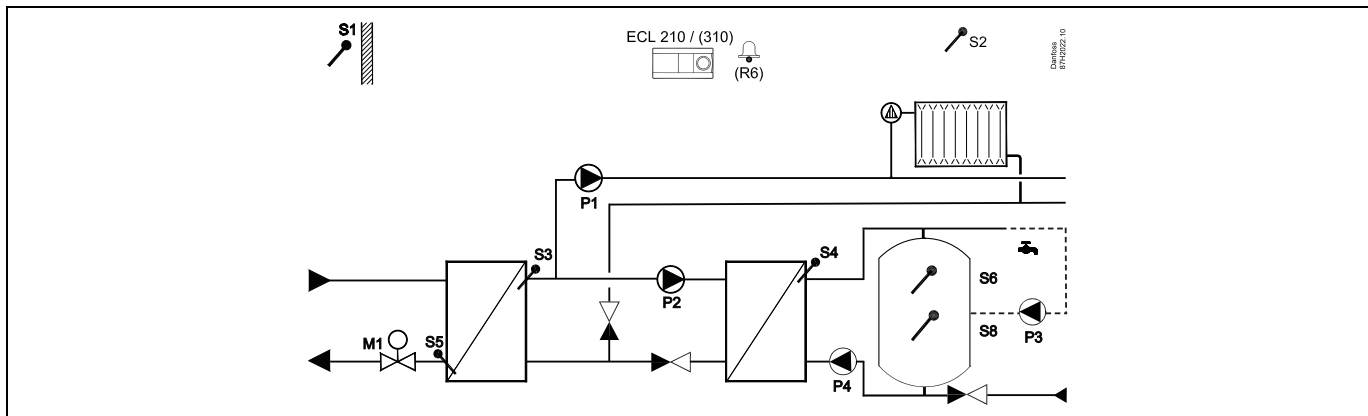 S1
ECL 210 / (310)
(R6)
S2
Danfoss
87H2022.10
P1
S3
S4
P2
S6
S8
P3
M1
S5
P4